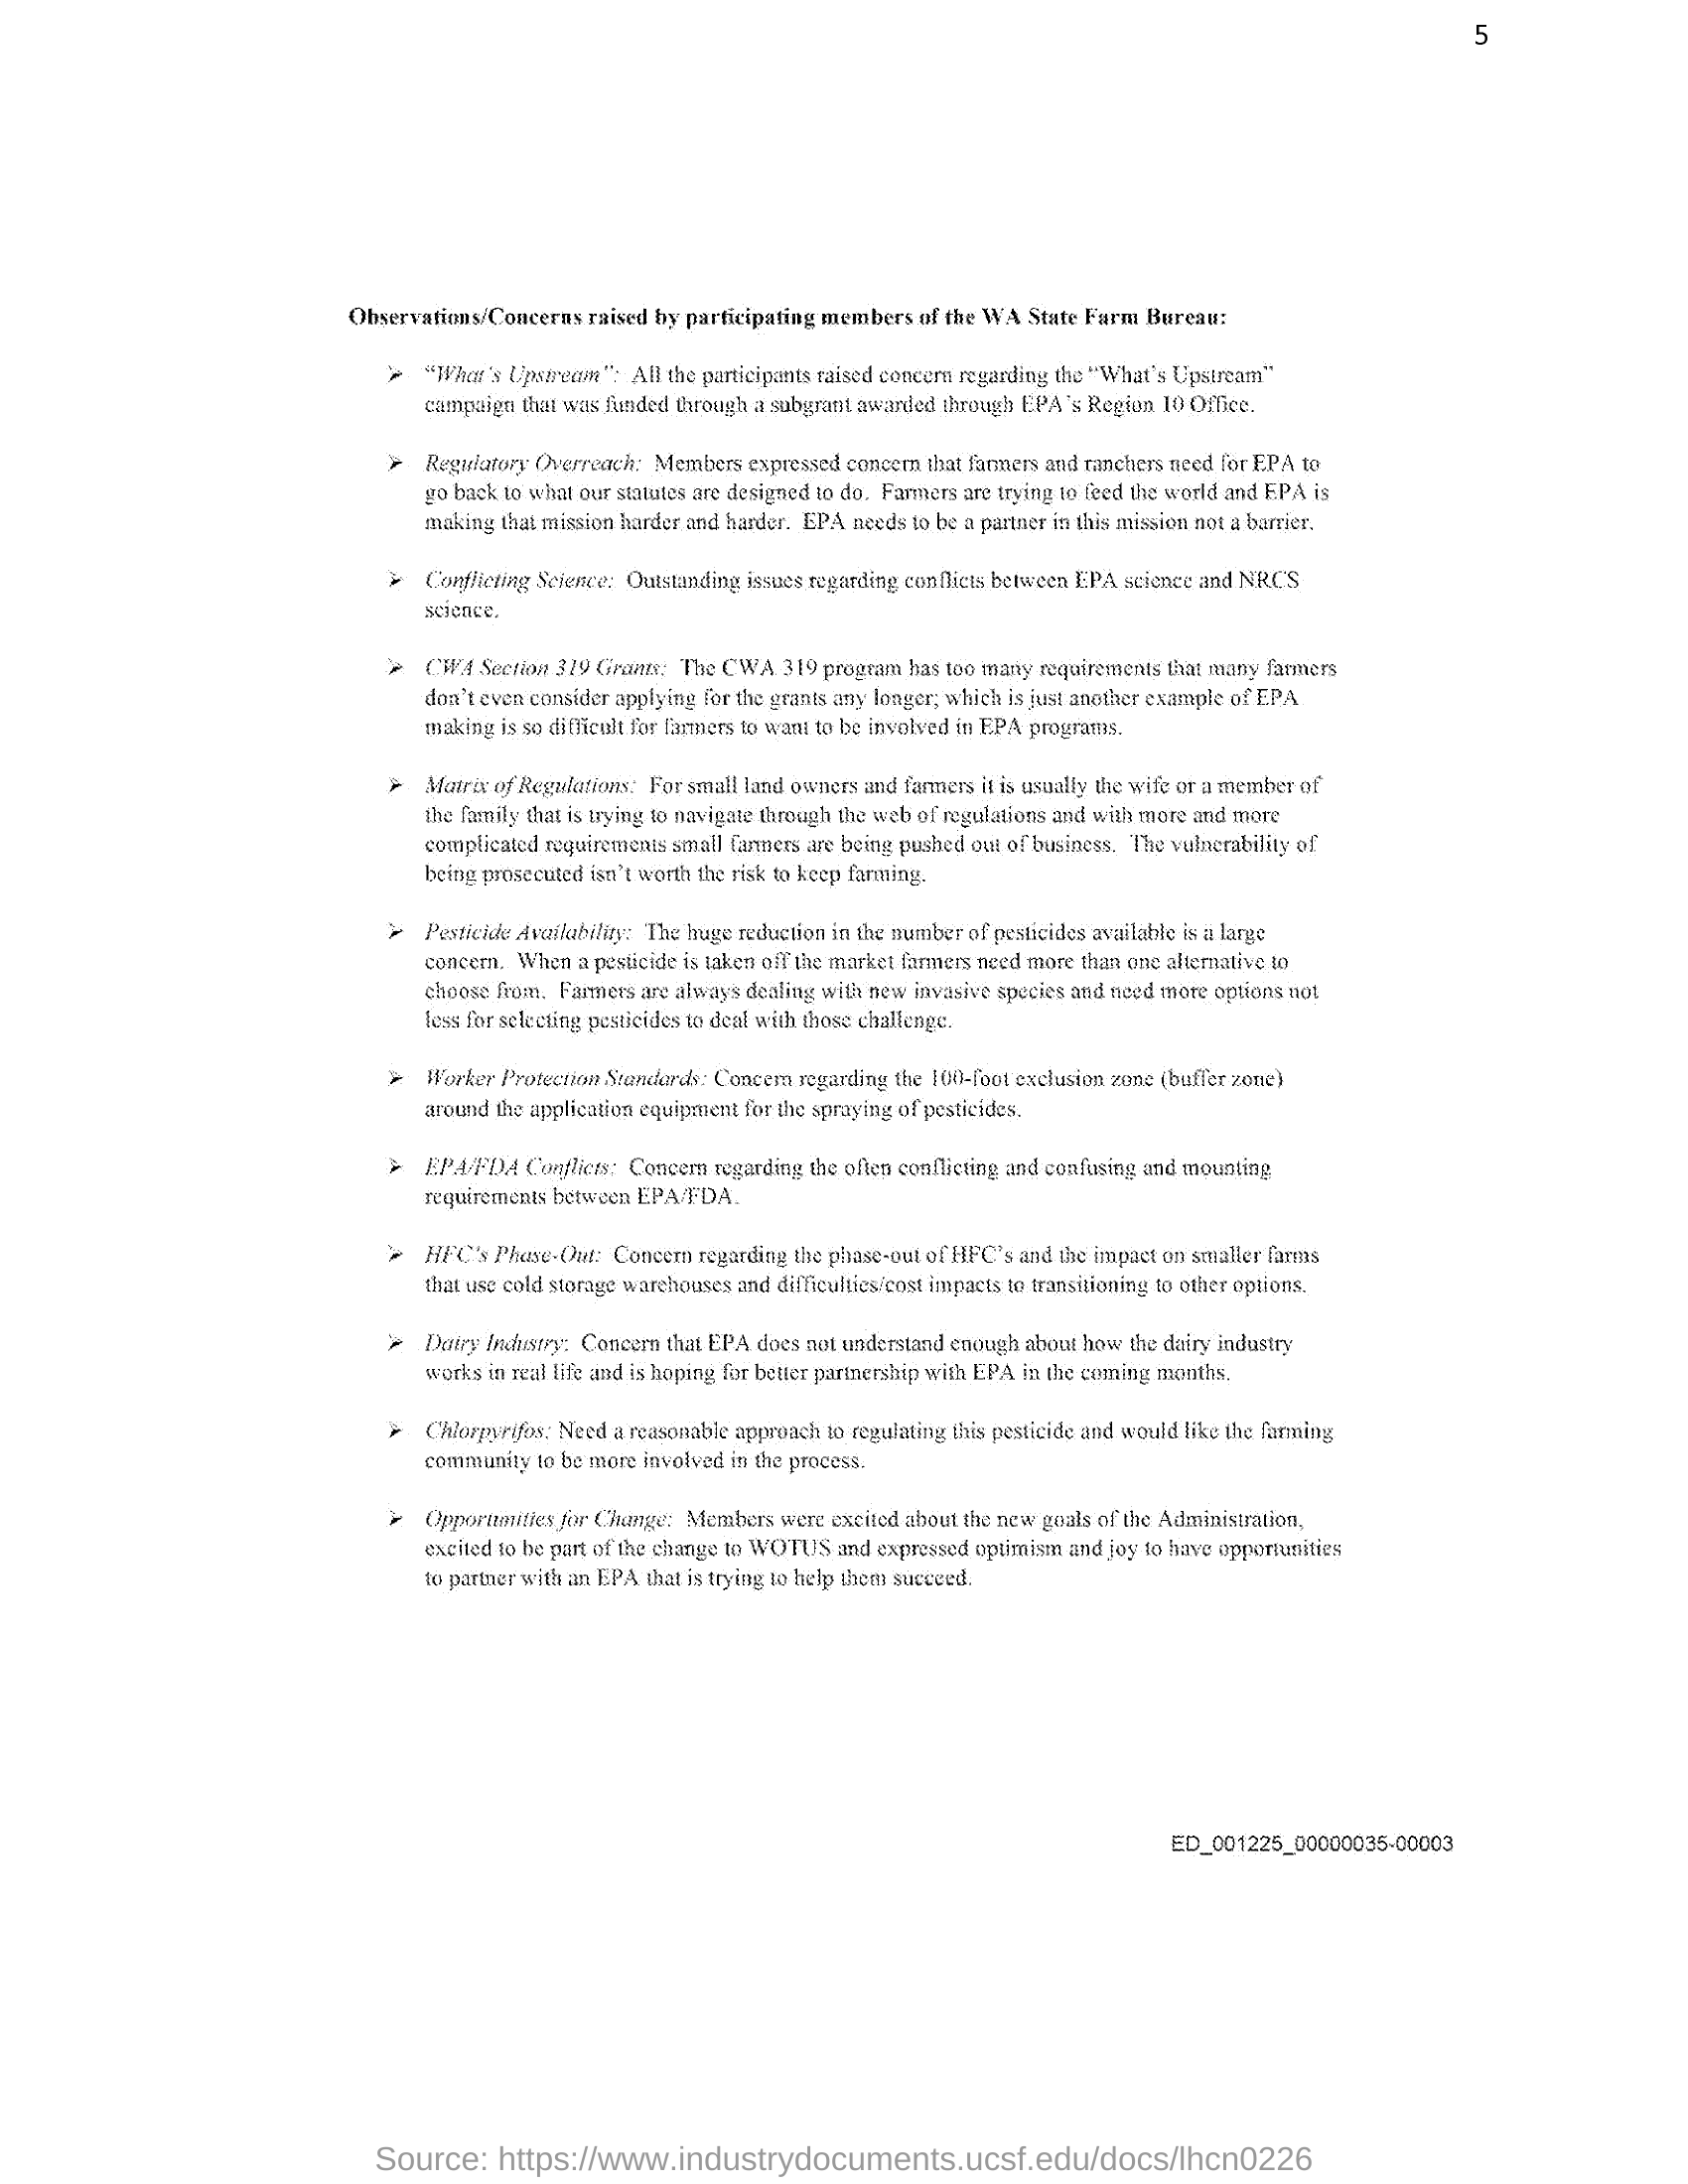 5
Observations/Concerns raised by participating members of the WA State Farm Bureau:
➢ "What's Upstream": All the participants raised concern regarding the "What's Upstream"
campaign that was funded through a subgrant awarded through EPA's Region 10 Office.
➢ Regulatory Overreach: Members expressed concern that farmers and ranchers need for EPA to
go back to what our statutes are designed to do. Farmers are trying to feed the world and EPA is
making that mission harder and harder. EPA needs to be a partner in this mission not a barrier.
➢ Conflicting Science: Outstanding issues regarding conflicts between EPA science and NRCS
science.
➢ CWA Section 319 Grants: The CWA 319 program has too many requirements that many farmers
don't even consider applying for the grants any longer; which is just another example of EPA
making is so difficult for farmers to want to be involved in EPA programs.
➢ Matrix of Regulations: For small land owners and farmers it is usually the wife or a member of
the family that is trying to navigate through the web of regulations and with more and more
complicated requirements small farmers are being pushed out of business. The vulnerability of
being prosecuted isn't worth the risk to keep farming.
➢ Pesticide Availability: The huge reduction in the number of pesticides available is a large
concern. When a pesticide is taken off the market farmers need more than one alternative to
choose from. Farmers are always dealing with new invasive species and need more options not
less for selecting pesticides to deal with those challenge.
➢ Worker Protection Standards: Concern regarding the 100-foot exclusion zone (buffer zone)
around the application equipment for the spraying of pesticides.
➢ EPA/FDA Conflicts: Concern regarding the often conflicting and confusing and mounting
requirements between EPA/FDA.
➢ HFC's Phase-Out: Concern regarding the phase-out of HFC's and the impact on smaller farms
that use cold storage warehouses and difficulties/cost impacts to transitioning to other options.
➢ Dairy Industry: Concern that EPA does not understand enough about how the dairy industry
works in real life and is hoping for better partnership with EPA in the coming months.
➢ Chlorpyrifos: Need a reasonable approach to regulating this pesticide and would like the farming
community to be more involved in the process.
➢ Opportunities for Change: Members were excited about the new goals of the Administration,
excited to be part of the change to WOTUS and expressed optimism and joy to have opportunities
to partner with an EPA that is trying to help them succeed.
ED_001225_00000035-00003
Source: https://www.industrydocuments.ucsf.edu/docs/lhcn0226